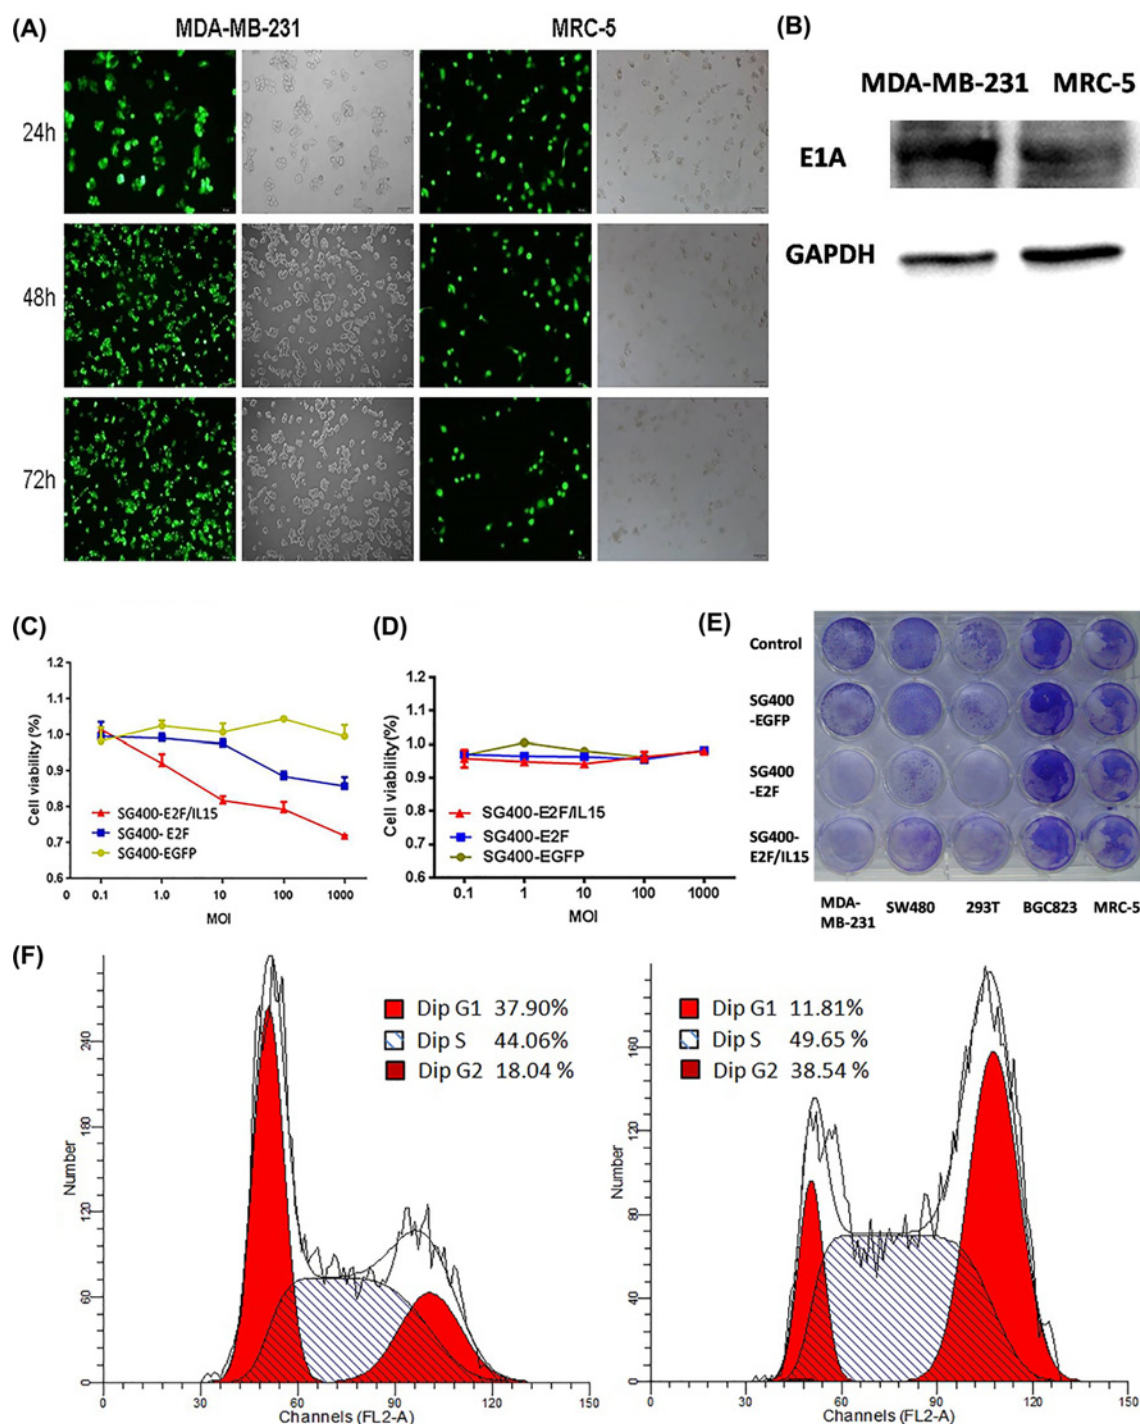 (A)
MDA-MB-231
MRC-5
24h
48h
72h
(B)
MDA-MB-231 MRC-5
E1A
GAPDH
(C)
Cell viability (%)
1.2
1.1
1.0
0.9
0.8
0.7
0.6
SG400-E2F/IL15
SG400- E2F
SG400-EGFP
0 0.1 1.0 10 100 1000
MOI
(D)
Cell viability (%)
1.2
1.1
1.0
0.9
0.8
0.7
0.6
SG400-E2F/IL15
SG400-E2F
SG400-EGFP
0.1 1 10 100 1000
MOI
(E)
Control
SG400
-EGFP
SG400
-E2F
SG400-
E2F/IL15
MDA-
MB-231
SW480
293T
BGC823
MRC-5
(F)
Number
240
180
120
60
0
Dip G1 37.90%
Dip S 44.06%
Dip G2 18.04 %
0 30 60 90 120 150
Channels (FL2-A)
Number
160
120
80
40
0
Dip G1 11.81%
Dip S 49.65 %
Dip G2 38.54 %
0 30 60 90 120 150
Channels (FL2-A)